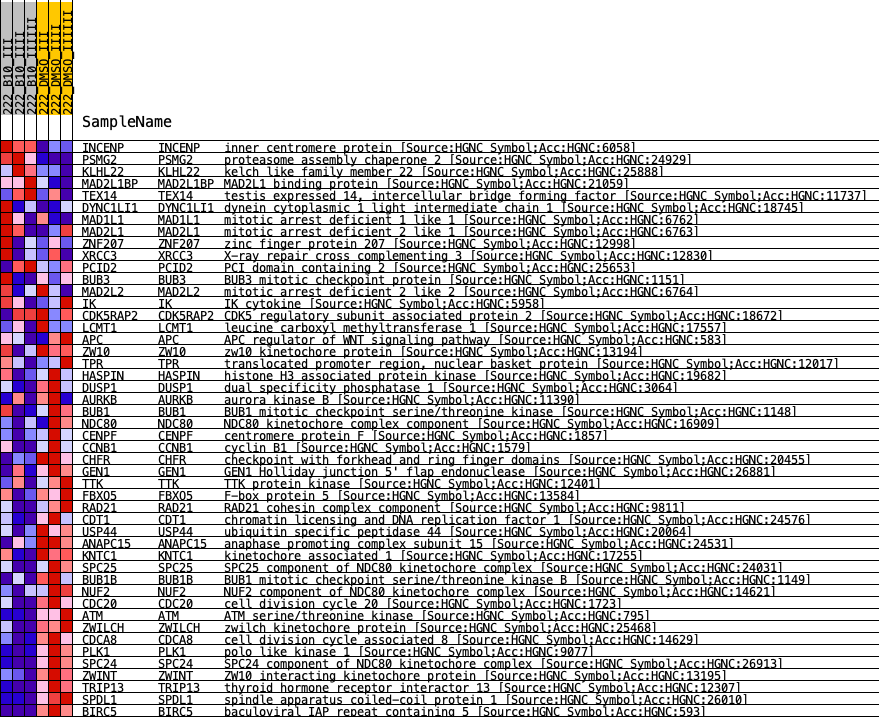 222_B10_III
222_B10_IIII
222_B10_IIIIII
222_DMSO_III
222_DMSO_IIII
222_DMSO_IIIIII
SampleName
INCENP INCENP inner centromere protein [Source:HGNC Symbol;Acc:HGNC:6058]
PSMG2 PSMG2 proteasome assembly chaperone 2 [Source:HGNC Symbol;Acc:HGNC:24929]
KLHL22 KLHL22 kelch like family member 22 [Source:HGNC Symbol;Acc:HGNC:25888]
MAD2L1BP MAD2L1BP MAD2L1 binding protein [Source:HGNC Symbol;Acc:HGNC:21059]
TEX14 TEX14 testis expressed 14, intercellular bridge forming factor [Source:HGNC Symbol;Acc:HGNC:11737]
DYNC1LI1 DYNC1LI1 dynein cytoplasmic 1 light intermediate chain 1 [Source:HGNC Symbol;Acc:HGNC:18745]
MAD1L1 MAD1L1 mitotic arrest deficient 1 like 1 [Source:HGNC Symbol;Acc:HGNC:6762]
MAD2L1 MAD2L1 mitotic arrest deficient 2 like 1 [Source:HGNC Symbol;Acc:HGNC:6763]
ZNF207 ZNF207 zinc finger protein 207 [Source:HGNC Symbol;Acc:HGNC:12998]
XRCC3 XRCC3 X-ray repair cross complementing 3 [Source:HGNC Symbol;Acc:HGNC:12830]
PCID2 PCID2 PCI domain containing 2 [Source:HGNC Symbol;Acc:HGNC:25653]
BUB3 BUB3 BUB3 mitotic checkpoint protein [Source:HGNC Symbol;Acc:HGNC:1151]
MAD2L2 MAD2L2 mitotic arrest deficient 2 like 2 [Source:HGNC Symbol;Acc:HGNC:6764]
IK IK IK cytokine [Source:HGNC Symbol;Acc:HGNC:5958]
CDK5RAP2 CDK5RAP2 CDK5 regulatory subunit associated protein 2 [Source:HGNC Symbol;Acc:HGNC:18672]
LCMT1 LCMT1 leucine carboxyl methyltransferase 1 [Source:HGNC Symbol;Acc:HGNC:17557]
APC APC APC regulator of WNT signaling pathway [Source:HGNC Symbol;Acc:HGNC:583]
ZW10 ZW10 zw10 kinetochore protein [Source:HGNC Symbol;Acc:HGNC:13194]
TPR TPR translocated promoter region, nuclear basket protein [Source:HGNC Symbol;Acc:HGNC:12017]
HASPIN HASPIN histone H3 associated protein kinase [Source:HGNC Symbol;Acc:HGNC:19682]
DUSP1 DUSP1 dual specificity phosphatase 1 [Source:HGNC Symbol;Acc:HGNC:3064]
AURKB AURKB aurora kinase B [Source:HGNC Symbol;Acc:HGNC:11390]
BUB1 BUB1 BUB1 mitotic checkpoint serine/threonine kinase [Source:HGNC Symbol;Acc:HGNC:1148]
NDC80 NDC80 NDC80 kinetochore complex component [Source:HGNC Symbol;Acc:HGNC:16909]
CENPF CENPF centromere protein F [Source:HGNC Symbol;Acc:HGNC:1857]
CCNB1 CCNB1 cyclin B1 [Source:HGNC Symbol;Acc:HGNC:1579]
CHFR CHFR checkpoint with forkhead and ring finger domains [Source:HGNC Symbol;Acc:HGNC:20455]
GEN1 GEN1 GEN1 Holliday junction 5' flap endonuclease [Source:HGNC Symbol;Acc:HGNC:26881]
TTK TTK TTK protein kinase [Source:HGNC Symbol;Acc:HGNC:12401]
FBXO5 FBXO5 F-box protein 5 [Source:HGNC Symbol;Acc:HGNC:13584]
RAD21 RAD21 RAD21 cohesin complex component [Source:HGNC Symbol;Acc:HGNC:9811]
CDT1 CDT1 chromatin licensing and DNA replication factor 1 [Source:HGNC Symbol;Acc:HGNC:24576]
USP44 USP44 ubiquitin specific peptidase 44 [Source:HGNC Symbol;Acc:HGNC:20064]
ANAPC15 ANAPC15 anaphase promoting complex subunit 15 [Source:HGNC Symbol;Acc:HGNC:24531]
KNTC1 KNTC1 kinetochore associated 1 [Source:HGNC Symbol;Acc:HGNC:17255]
SPC25 SPC25 SPC25 component of NDC80 kinetochore complex [Source:HGNC Symbol;Acc:HGNC:24031]
BUB1B BUB1B BUB1 mitotic checkpoint serine/threonine kinase B [Source:HGNC Symbol;Acc:HGNC:1149]
NUF2 NUF2 NUF2 component of NDC80 kinetochore complex [Source:HGNC Symbol;Acc:HGNC:14621]
CDC20 CDC20 cell division cycle 20 [Source:HGNC Symbol;Acc:HGNC:1723]
ATM ATM ATM serine/threonine kinase [Source:HGNC Symbol;Acc:HGNC:795]
ZWILCH ZWILCH zwilch kinetochore protein [Source:HGNC Symbol;Acc:HGNC:25468]
CDCA8 CDCA8 cell division cycle associated 8 [Source:HGNC Symbol;Acc:HGNC:14629]
PLK1 PLK1 polo like kinase 1 [Source:HGNC Symbol;Acc:HGNC:9077]
SPC24 SPC24 SPC24 component of NDC80 kinetochore complex [Source:HGNC Symbol;Acc:HGNC:26913]
ZWINT ZWINT ZW10 interacting kinetochore protein [Source:HGNC Symbol;Acc:HGNC:13195]
TRIP13 TRIP13 thyroid hormone receptor interactor 13 [Source:HGNC Symbol;Acc:HGNC:12307]
SPDL1 SPDL1 spindle apparatus coiled-coil protein 1 [Source:HGNC Symbol;Acc:HGNC:26010]
BIRC5 BIRC5 baculoviral IAP repeat containing 5 [Source:HGNC Symbol;Acc:HGNC:593]